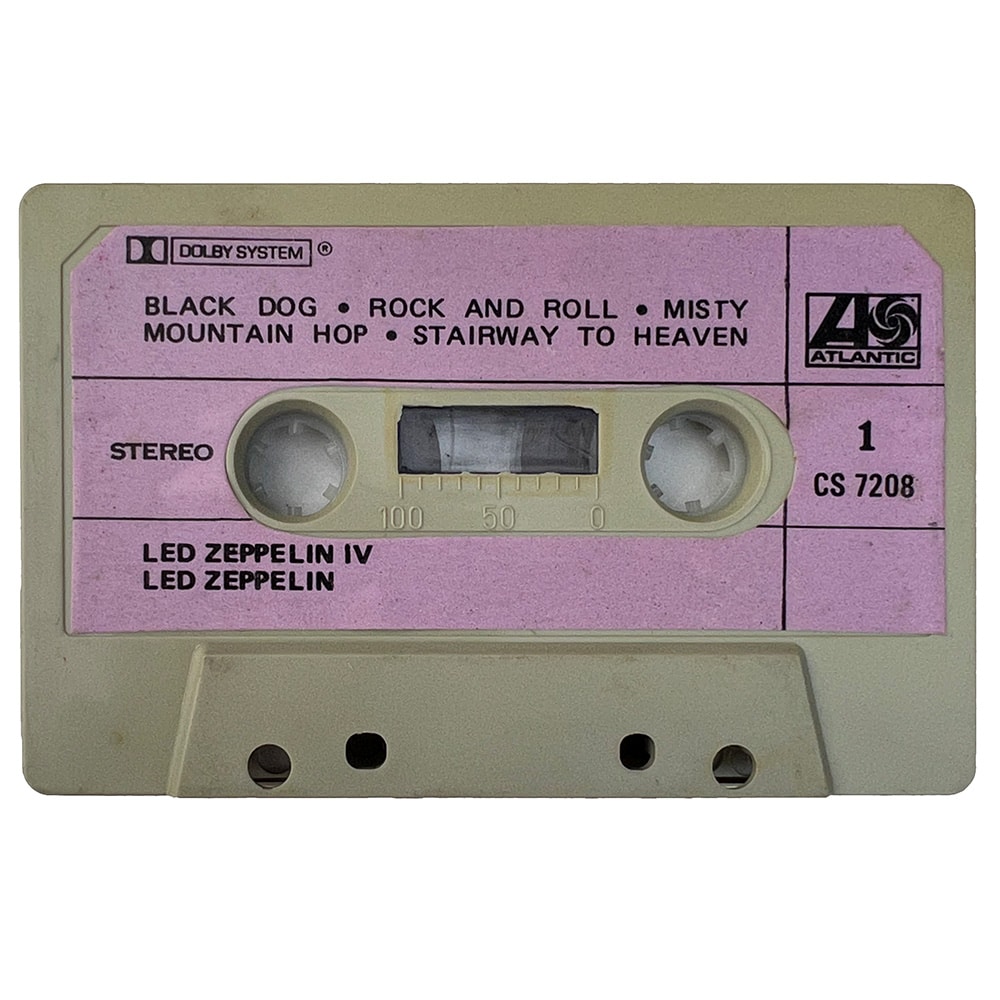 DOLBY SYSTEM ®
BLACK DOG • ROCK AND ROLL • MISTY
MOUNTAIN HOP • STAIRWAY TO HEAVEN
ATLANTIC
STEREO
1
CS 7208
100 50 0
LED ZEPPELIN IV
LED ZEPPELIN